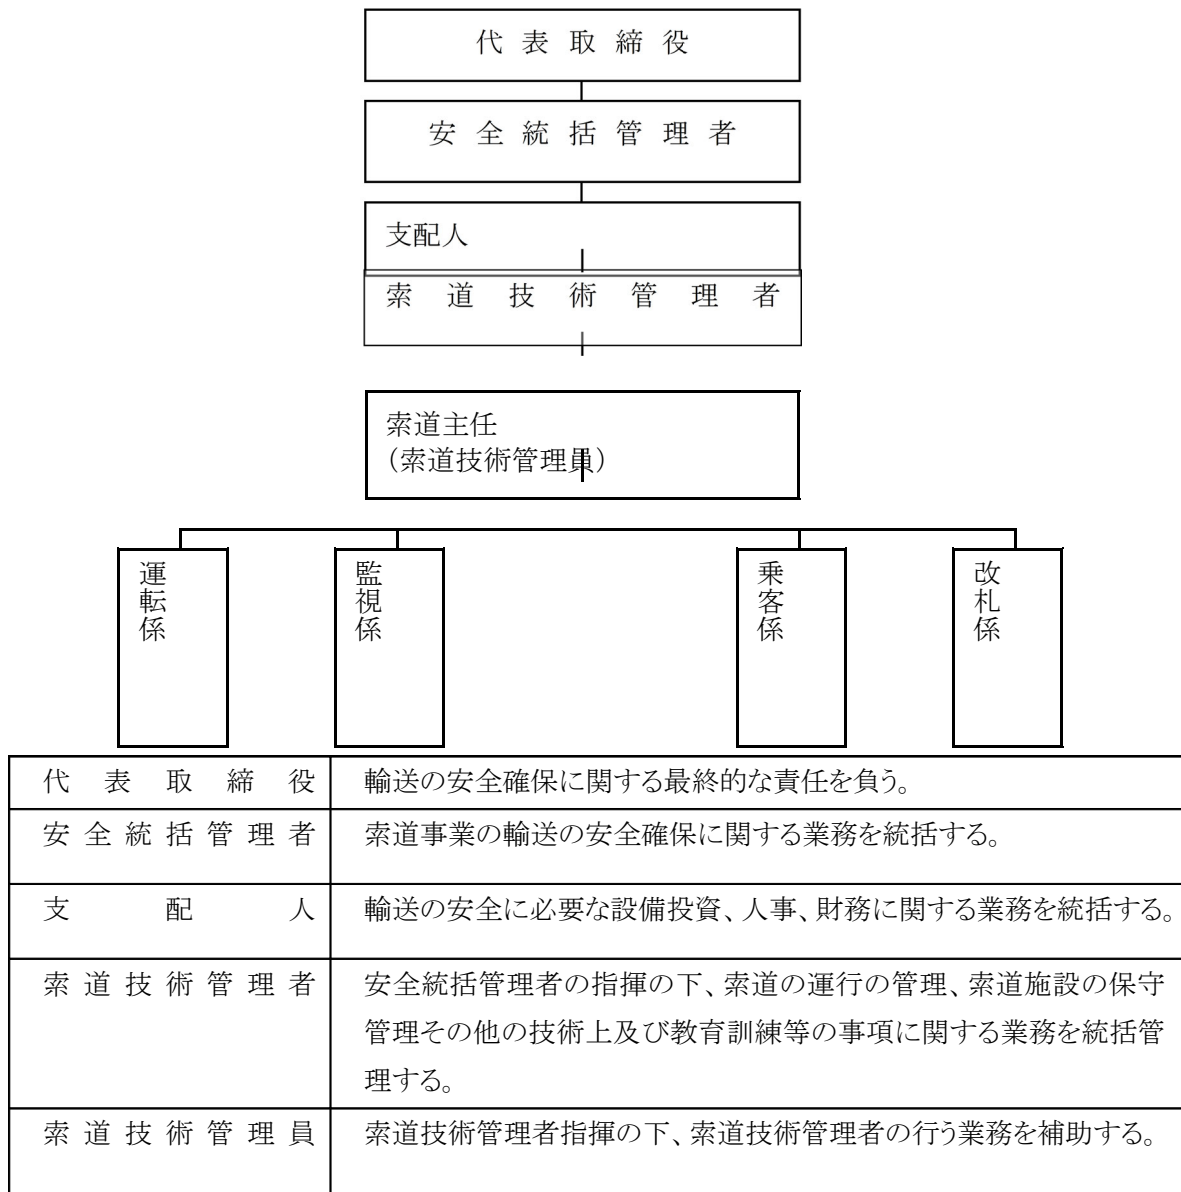 代表取締役
安全統括管理者
支配人
索道技術管理者
索道主任
（索道技術管理員）
運転係
監視係
乗客係
改札係
代表取締役
輸送の安全確保に関する最終的な責任を負う。
安全統括管理者
索道事業の輸送の安全確保に関する業務を統括する。
支配人
輸送の安全に必要な設備投資、人事、財務に関する業務を統括する。
索道技術管理者
安全統括管理者の指揮の下、索道の運行の管理、索道施設の保守
管理その他の技術上及び教育訓練等の事項に関する業務を統括管
理する。
索道技術管理員
索道技術管理者指揮の下、索道技術管理者の行う業務を補助する。